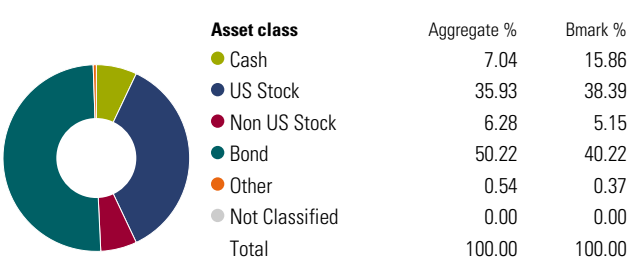 Asset class Aggregate % Bmark %
Cash 7.04 15.86
US Stock 35.93 38.39
Non US Stock 6.28 5.15
Bond 50.22 40.22
Other 0.54 0.37
Not Classified 0.00 0.00
Total 100.00 100.00